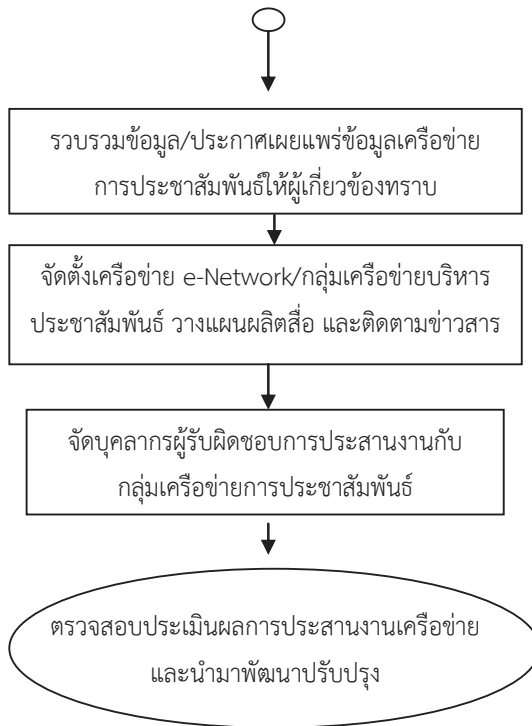 รวบรวมข้อมูล/ประกาศเผยแพร่ข้อมูลเครือข่าย
การประชาสัมพันธ์ให้ผู้เกี่ยวข้องทราบ
จัดตั้งเครือข่าย e-Network/กลุ่มเครือข่ายบริหาร
ประชาสัมพันธ์ วางแผนผลิตสื่อ และติดตามข่าวสาร
จัดบุคลากรผู้รับผิดชอบการประสานงานกับ
กลุ่มเครือข่ายการประชาสัมพันธ์
ตรวจสอบประเมินผลการประสานงานเครือข่าย
และนำมาพัฒนาปรับปรุง